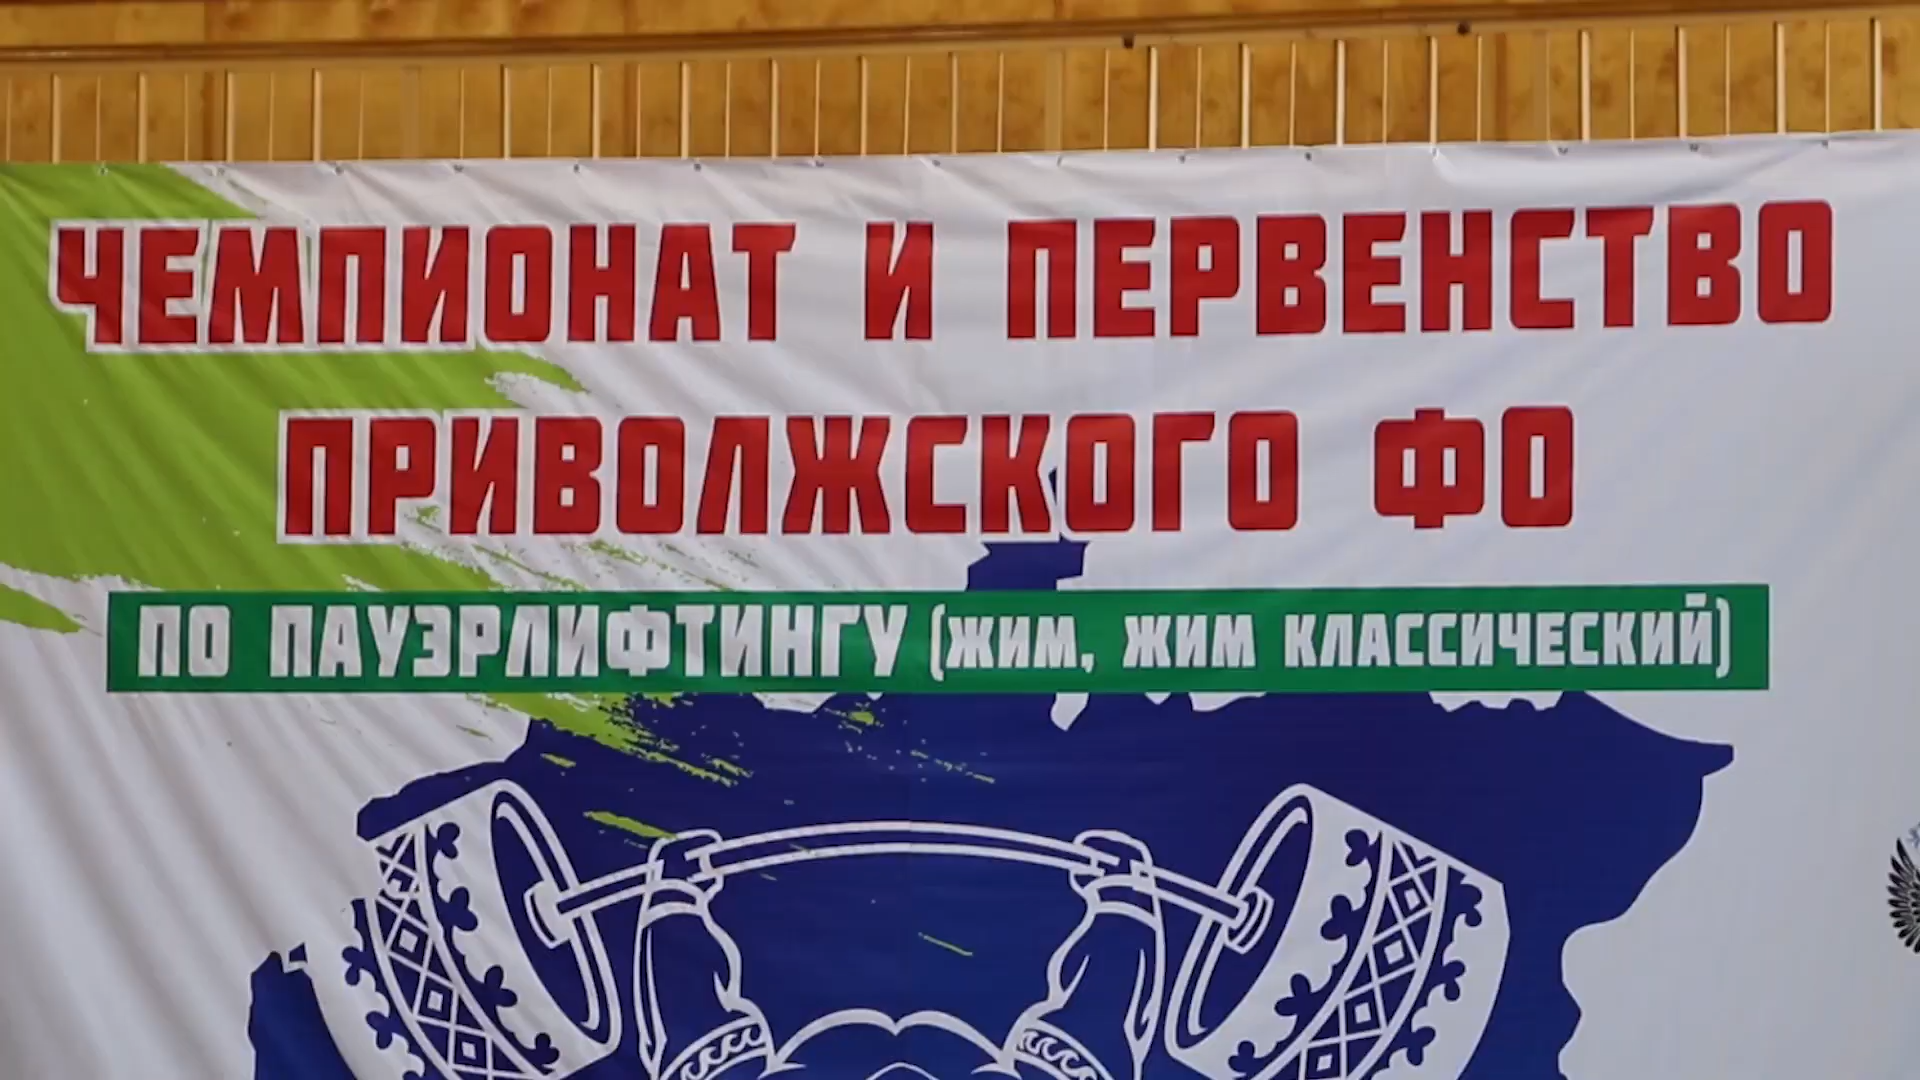 ЧЕМПИОНАТ И ПЕРВЕНСТВО
ПРИВОЛЖСКОГО ФО
ПО ПАУЭРЛИФТИНГУ (ЖИМ, ЖИМ КЛАССИЧЕСКИЙ)